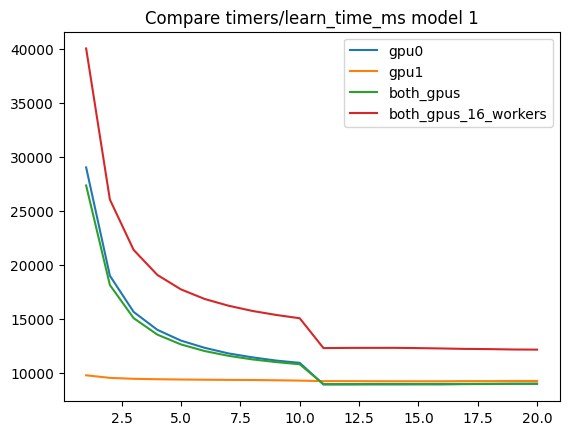 Compare timers/learn_time_ms model 1
gpu0
gpu1
both_gpus
both_gpus_16_workers
40000
35000
30000
25000
20000
15000
10000
2.5 5.0 7.5 10.0 12.5 15.0 17.5 20.0